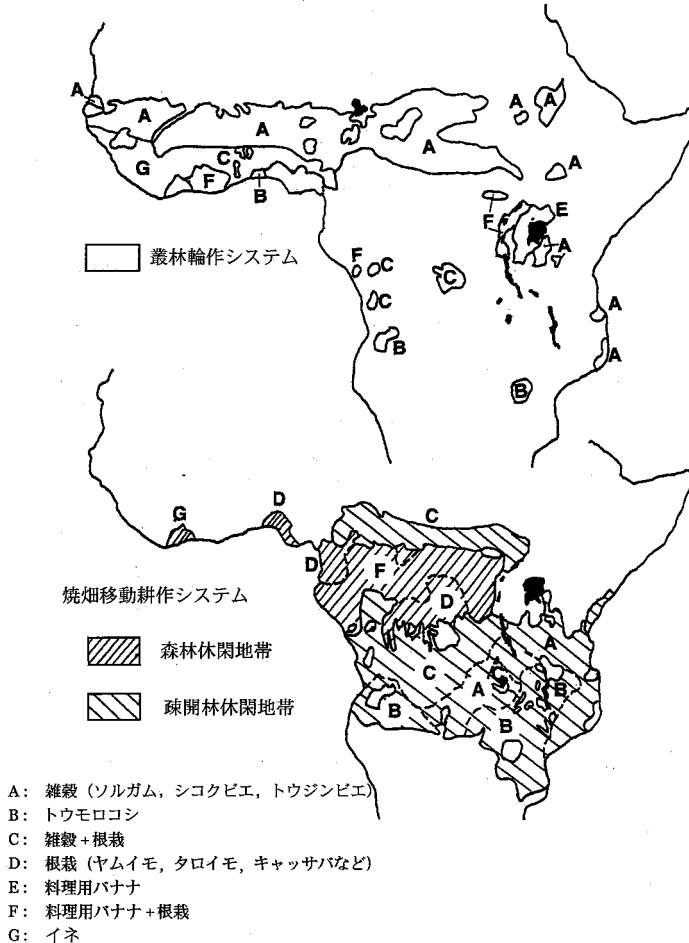 A
A
A
A
A
A
G
C
F
B
A
F
E
A
叢林輪作システム
F
C
C
C
A
B
A
B
G
D
C
D
F
D
焼畑移動耕作システム
森林休閑地帯
疎開林休閑地帯
A
C
C
A
B
B
B
A: 雑穀(ソルガム,シコクビエ,トウジンビエ)
B: トウモロコシ
C: 雑穀+根栽
D: 根栽(ヤムイモ,タロイモ,キャッサバなど)
E: 料理用バナナ
F: 料理用バナナ+根栽
G: イネ